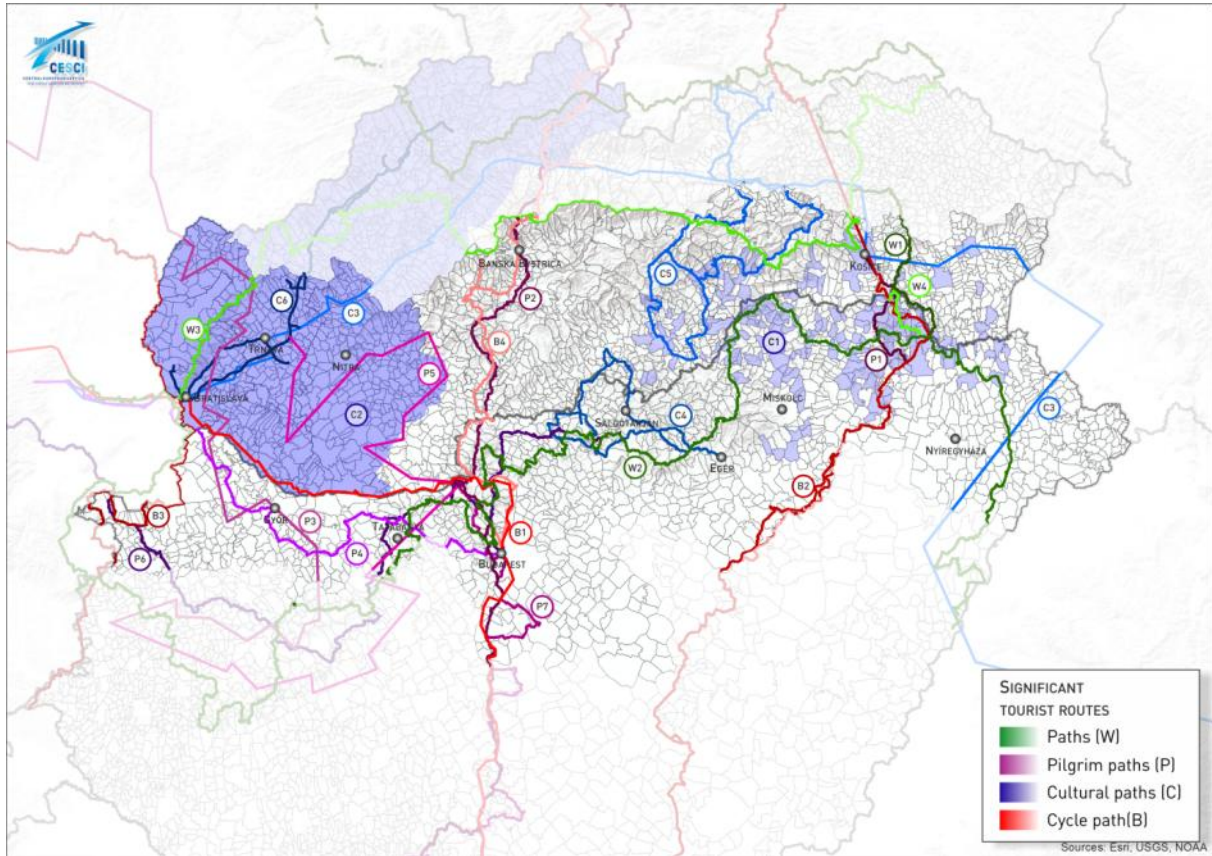 CESCI
BANSKÁ BYSTRICA
KOŠICE
W1
W4
C5
C6
C3
P2
W3
TRNAVA
NITRA
B4
C1
P1
P5
BRATISLAVA
C2
MISKOLC
C3
SALGÓTARJÁN
C4
EGER
NYÍREGYHÁZA
W2
B2
B3
GYŐR
P3
TATABÁNYA
B1
P4
P6
BUDAPEST
P7
SIGNIFICANT
TOURIST ROUTES
Paths (W)
Pilgrim paths (P)
Cultural paths (C)
Cycle path(B)
Sources: Esri, USGS, NOAA